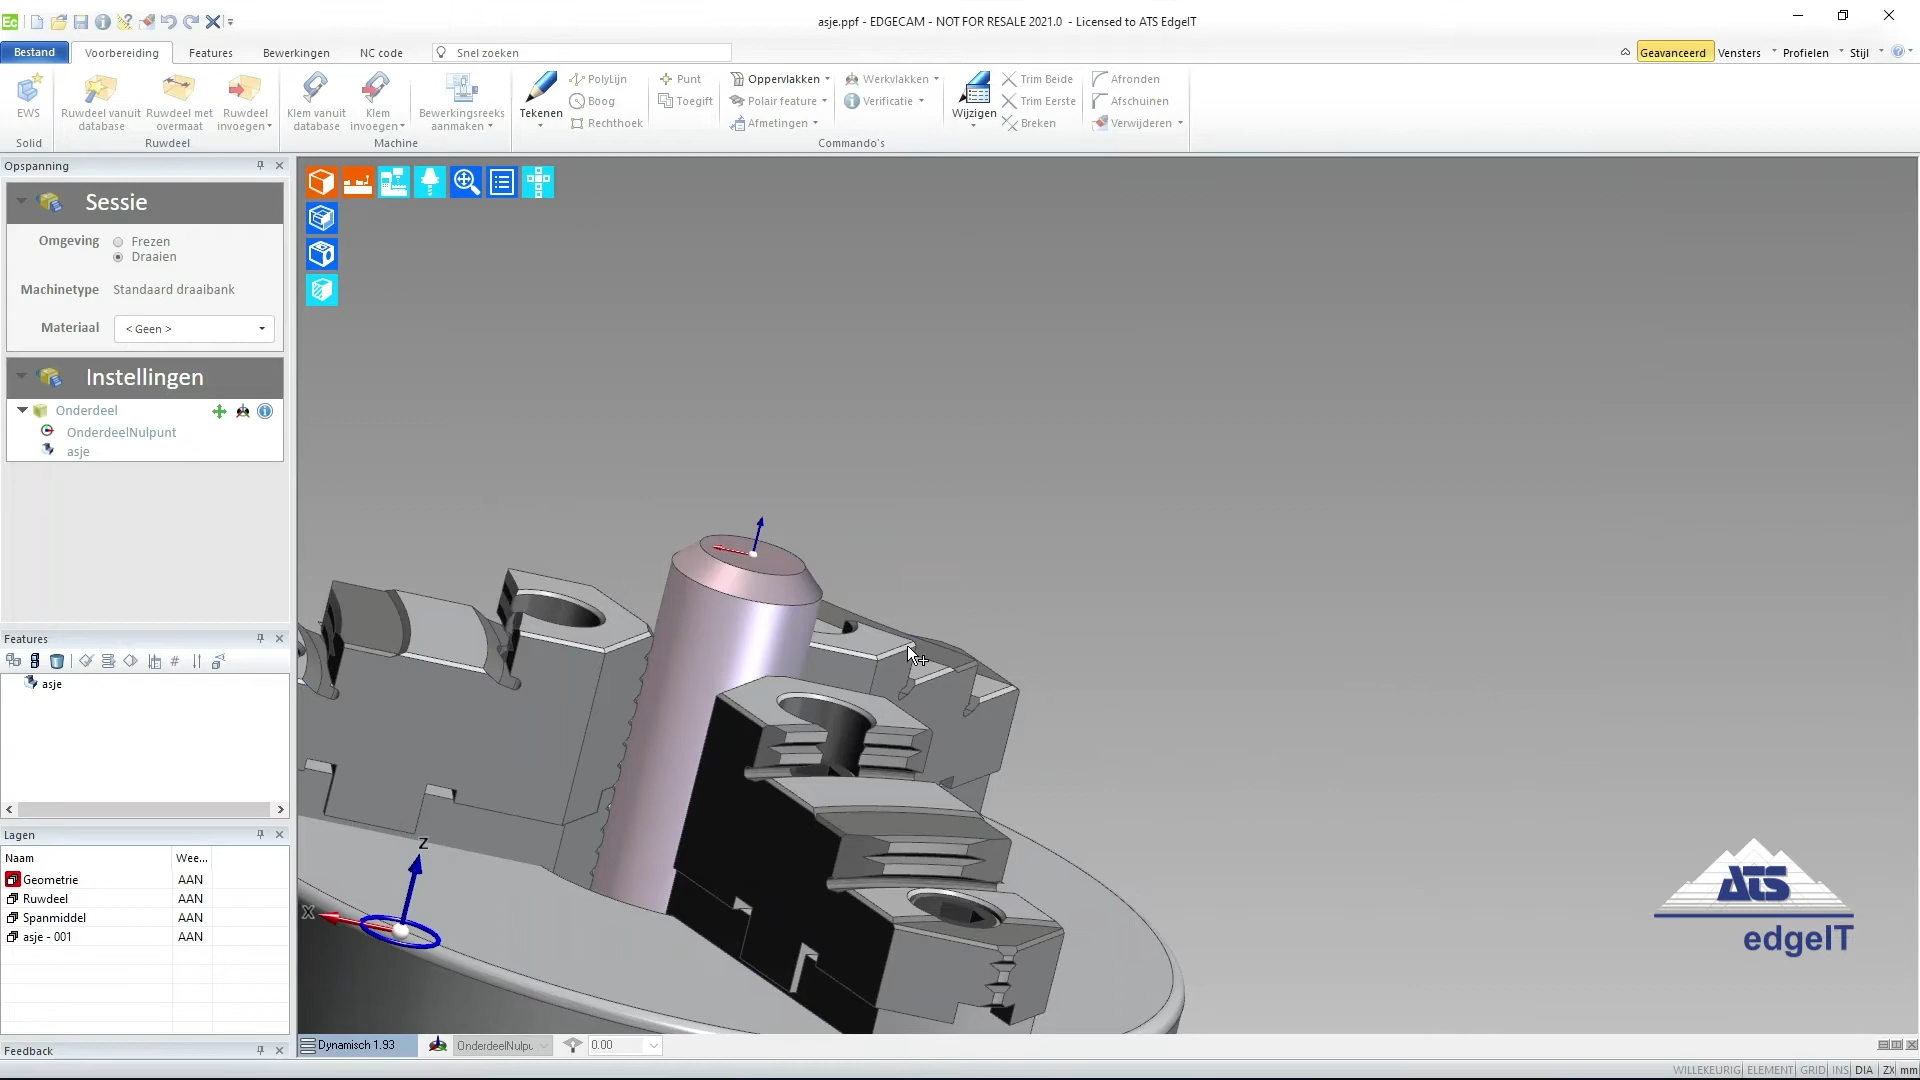 asje.ppf - EDGECAM - NOT FOR RESALE 2021.0 - Licensed to ATS EdgeIT
Bestand Voorbereiding Features Bewerkingen NC code Snel zoeken Geavanceerd Vensters Profielen Stijl
EWS
Ruwdeel vanuit database
Ruwdeel met overmaat
Ruwdeel invoegen
Klem vanuit database
Klem invoegen
Bewerkingsreeks aanmaken
Tekenen
PolyLijn
Boog
Rechthoek
Punt
Toegift
Oppervlakken
Polair feature
Afmetingen
Werkvlakken
Verificatie
Wijzigen
Trim Beide
Trim Eerste
Breken
Afronden
Afschuinen
Verwijderen
Solid Ruwdeel Machine Commando's
Opspanning
Sessie
Omgeving Frezen
Draaien
Machinetype Standaard draaibank
Materiaal < Geen >
Instellingen
Onderdeel
OnderdeelNulpunt
asje
Features
asje
Lagen
Naam Wee...
Geometrie AAN
Ruwdeel AAN
Spanmiddel AAN
asje - 001 AAN
Feedback
Z
X
ATS
edgeIT
Dynamisch 1.93 OnderdeelNulpu 0.00
WILLEKEURIG ELEMENT GRID INS DIA ZX mm